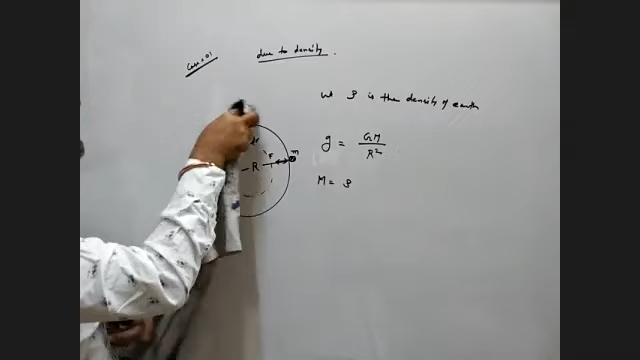 Case: 01
due to density.
let ρ is the density of earth
g = GM / R²
M = ρ
m
F
R